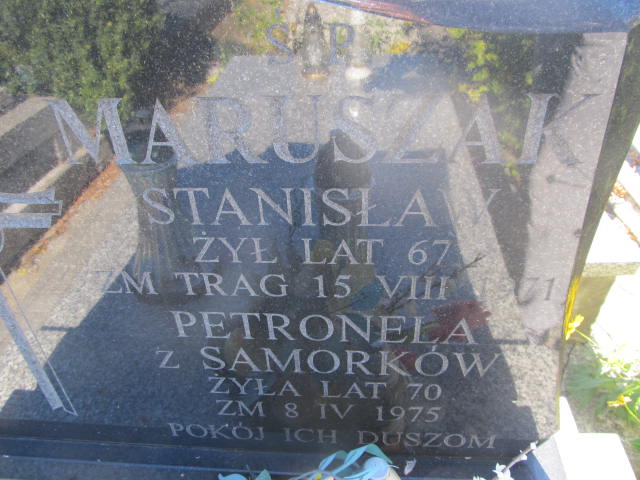 Ś P
MARUSZAK
STANISŁAW
ŻYŁ LAT 67
ZM TRAG 15 VIII 1971
PETRONELA
z SAMORKÓW
ŻYŁA LAT 70
ZM 8 IV 1975
POKÓJ ICH DUSZOM